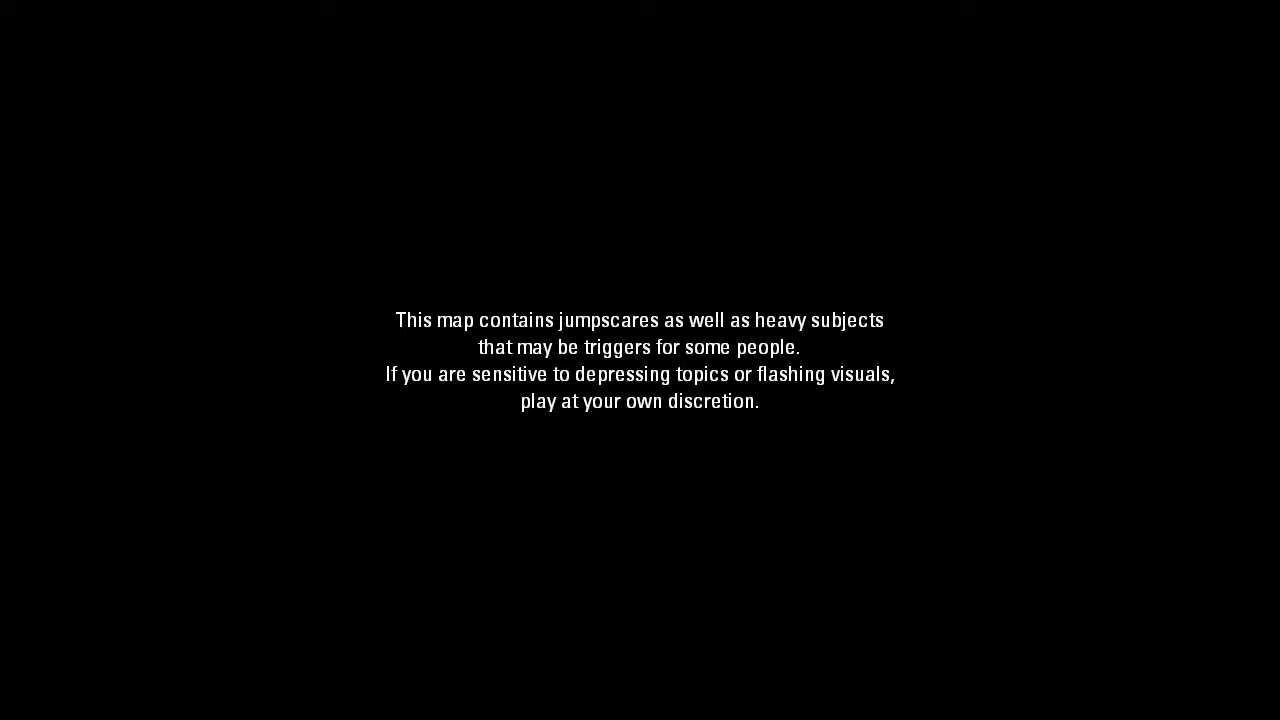 This map contains jumpscares as well as heavy subjects
that may be triggers for some people.
If you are sensitive to depressing topics or flashing visuals,
play at your own discretion.